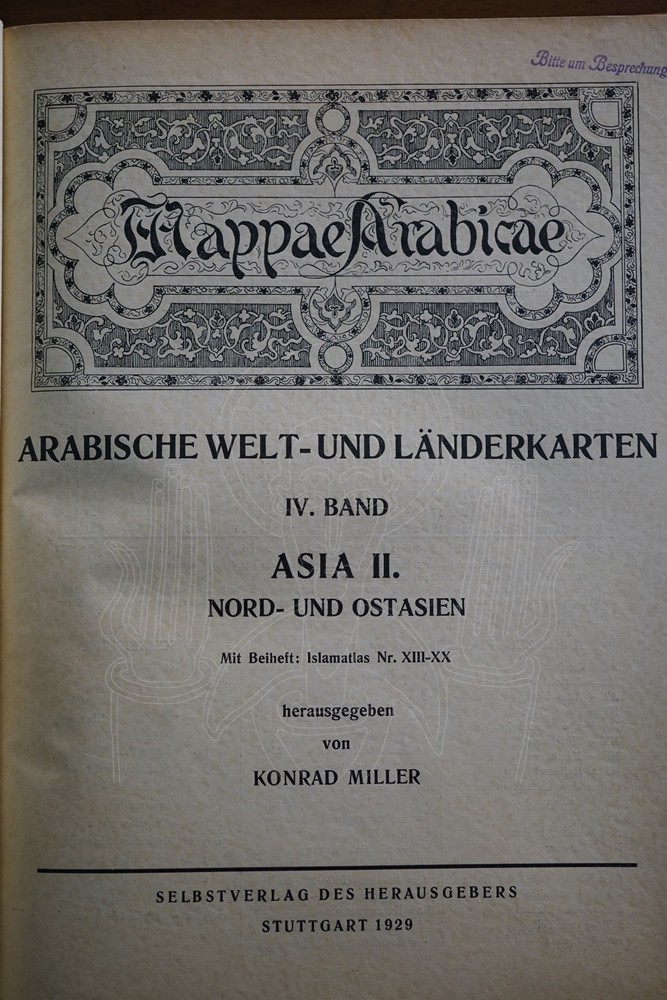 Bitte um Besprechung
Mappae Arabicae
ARABISCHE WELT- UND LÄNDERKARTEN
IV. BAND
ASIA II.
NORD- UND OSTASIEN
Mit Beiheft: Islamatlas Nr. XIII-XX
herausgegeben
von
KONRAD MILLER
SELBSTVERLAG DES HERAUSGEBERS
STUTTGART 1929